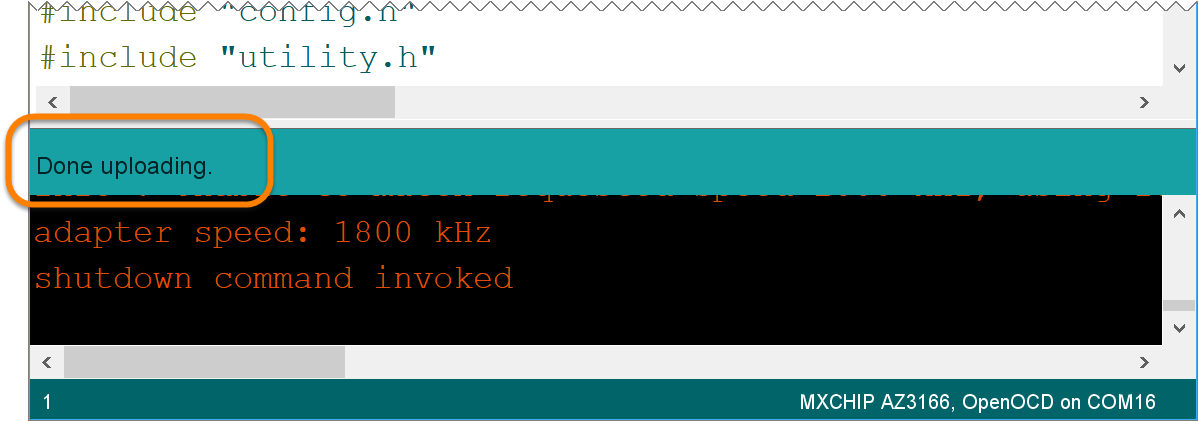 #include "config.h"
#include "utility.h"
Done uploading.
adapter speed: 1800 kHz
shutdown command invoked
1
MXCHIP AZ3166, OpenOCD on COM16